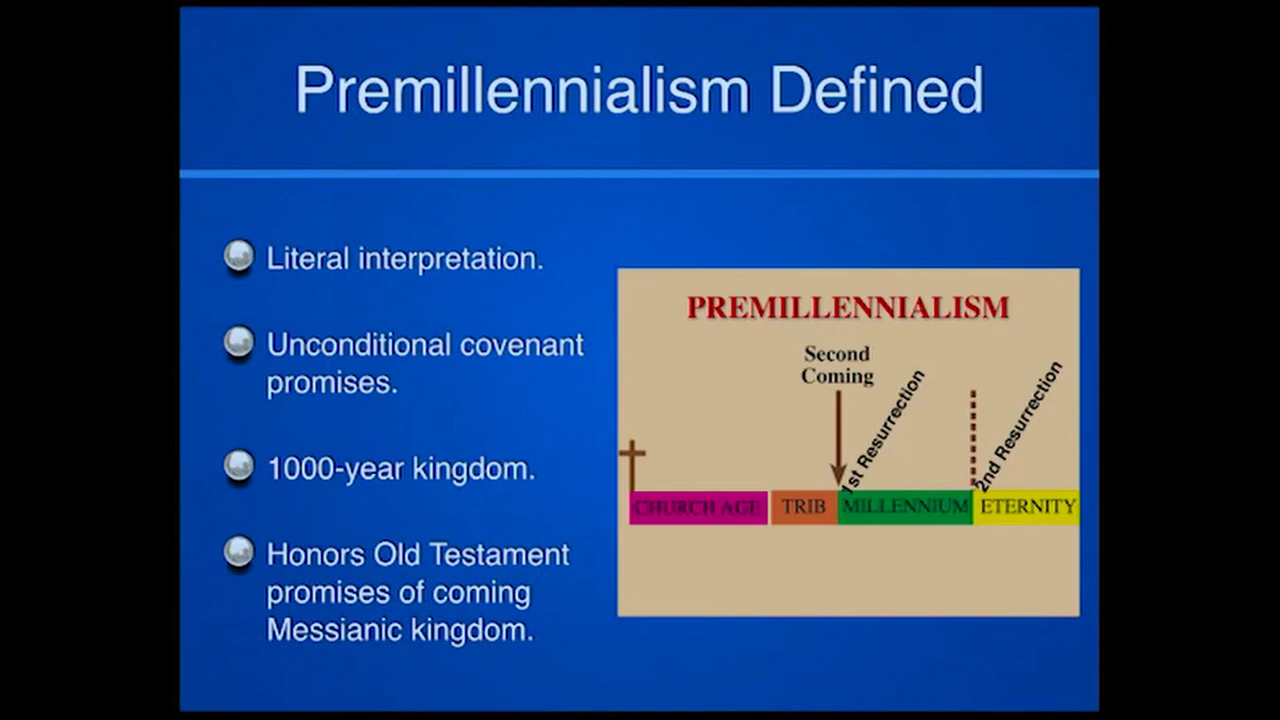 Premillennialism Defined
Literal interpretation.
Unconditional covenant
promises.
1000-year kingdom.
Honors Old Testament
promises of coming
Messianic kingdom.
PREMILLENNIALISM
Second
Coming
1st Resurrection
2nd Resurrection
CHURCH AGE
TRIB
MILLENNIUM
ETERNITY